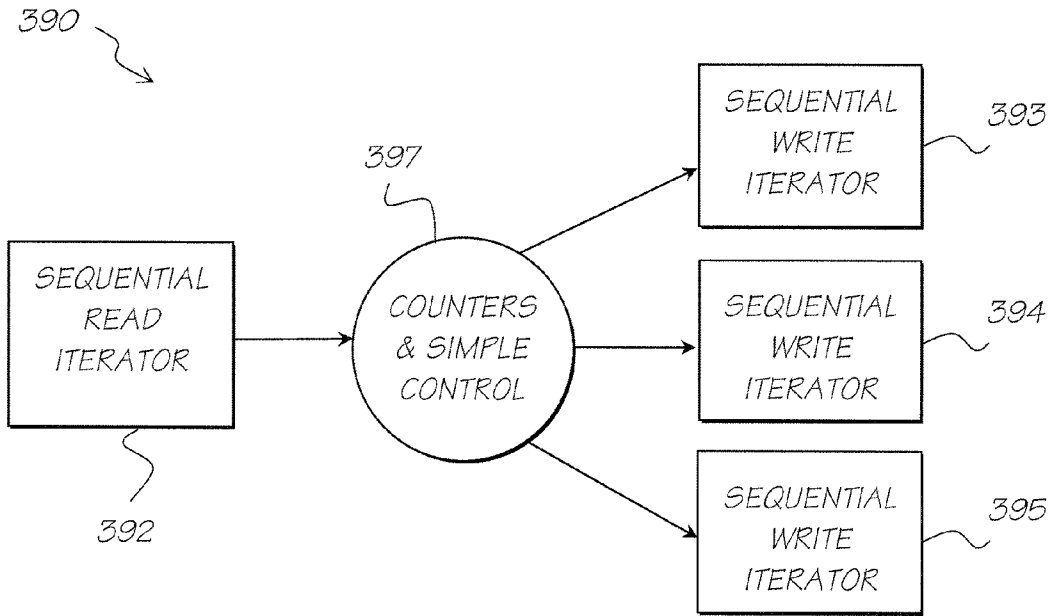 390
SEQUENTIAL
WRITE
ITERATOR
393
397
SEQUENTIAL
READ
ITERATOR
392
COUNTERS
& SIMPLE
CONTROL
SEQUENTIAL
WRITE
ITERATOR
394
SEQUENTIAL
WRITE
ITERATOR
395